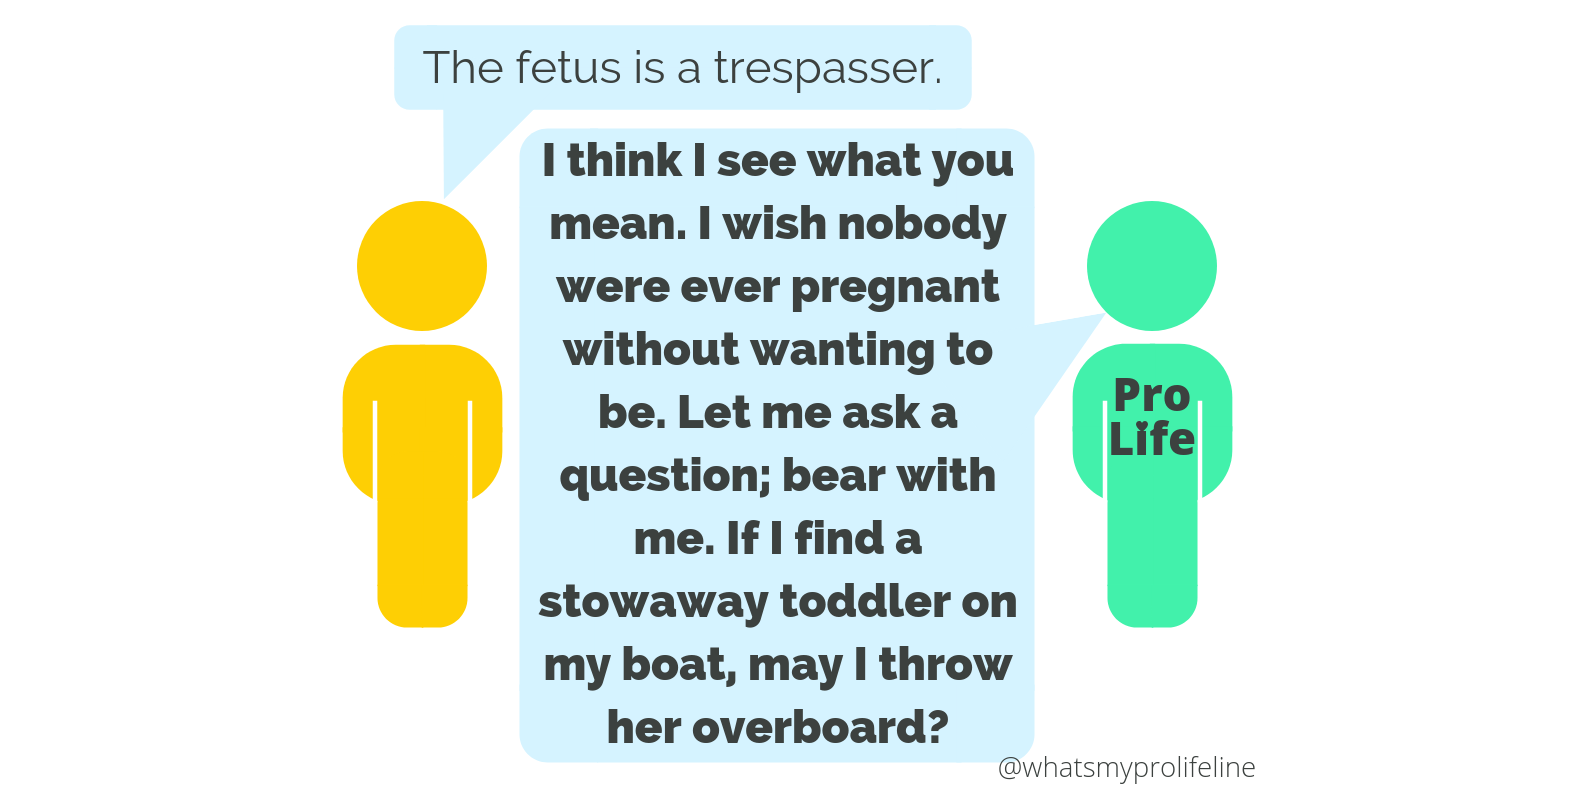 The fetus is a trespasser.
I think I see what you
mean. I wish nobody
were ever pregnant
without wanting to
be. Let me ask a
question; bear with
me. If I find a
stowaway toddler on
my boat, may I throw
her overboard?
Pro
Life
@whatsmyprolifeline